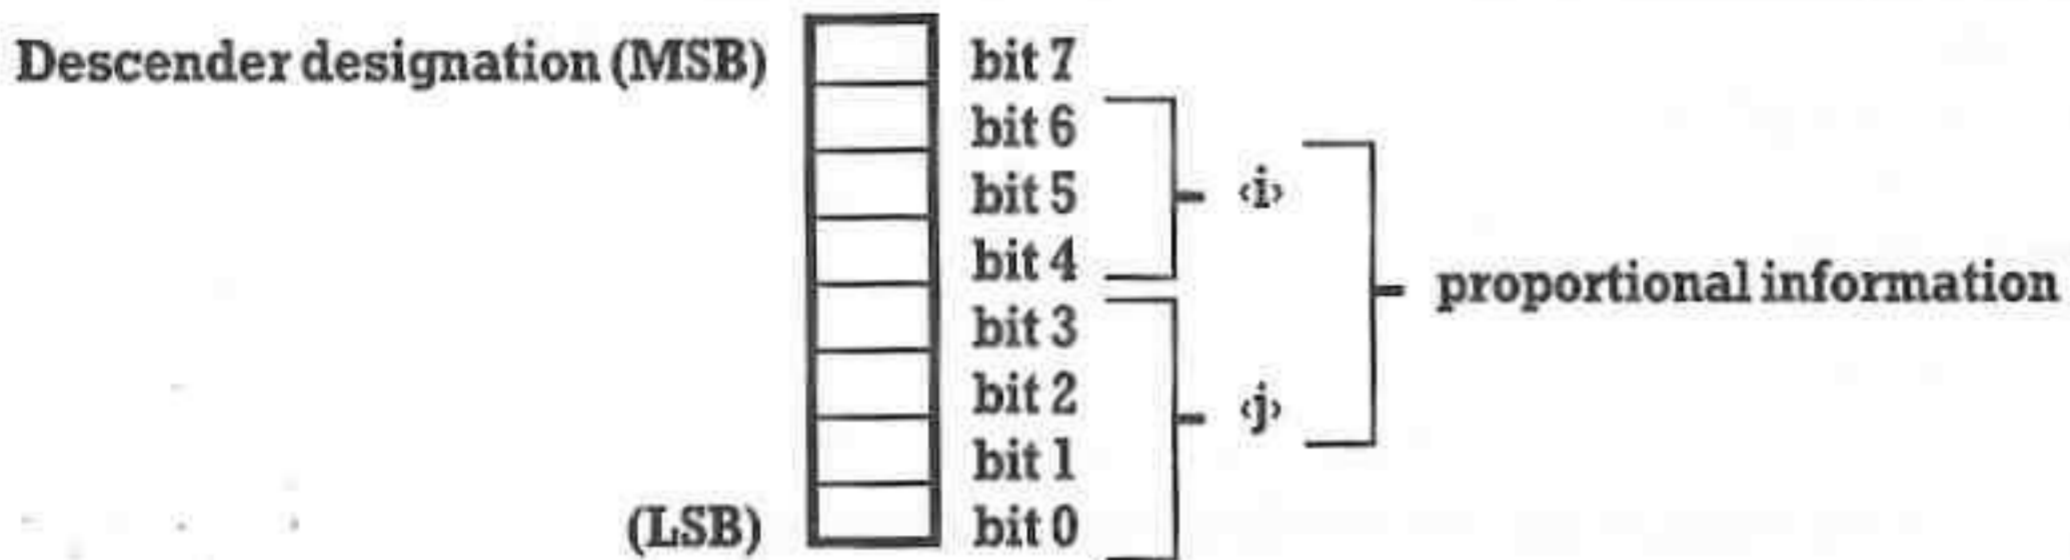 Descender designation (MSB) bit 7
bit 6
bit 5 ‹i›
bit 4
proportional information
bit 3
bit 2 ‹j›
bit 1
(LSB) bit 0